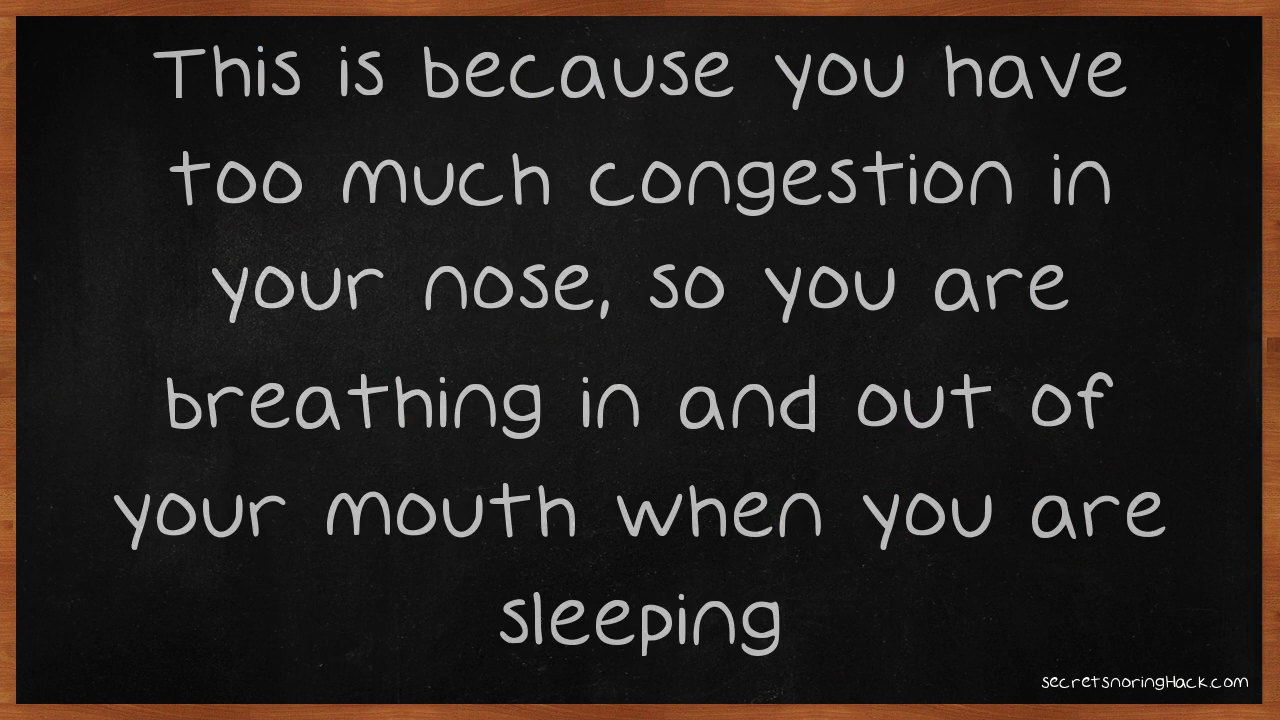 This is because you have
too much congestion in
your nose, so you are
breathing in and out of
your mouth when you are
sleeping
secretsnoringHack.com